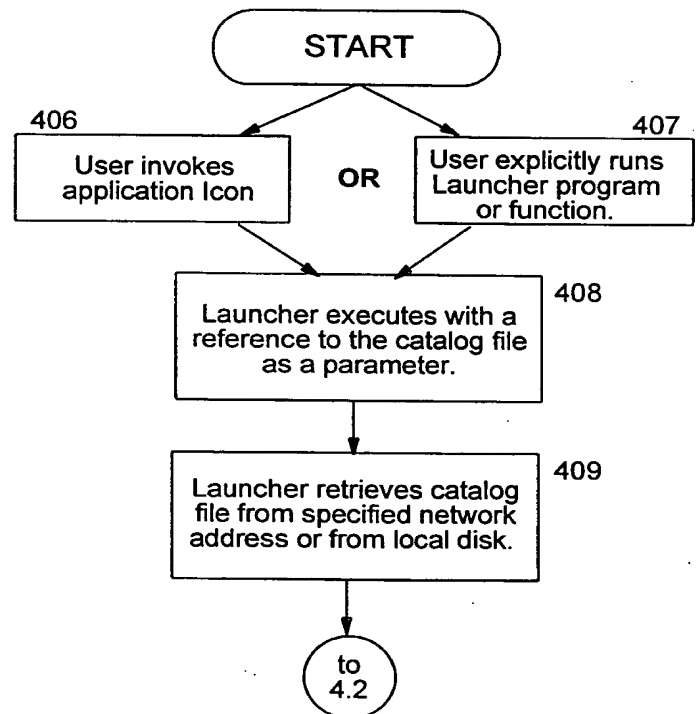 START
406
407
User invokes
application Icon
OR
User explicitly runs
Launcher program
or function.
408
Launcher executes with a
reference to the catalog file
as a parameter.
409
Launcher retrieves catalog
file from specified network
address or from local disk.
to
4.2